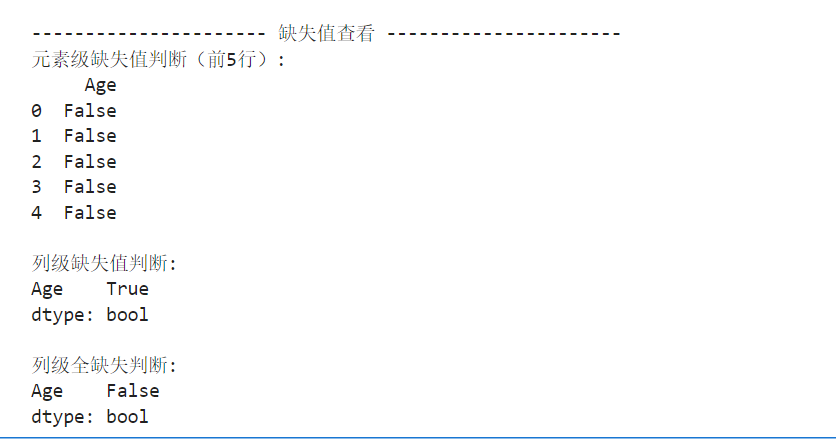 ---------------------- 缺失值查看 ----------------------
元素级缺失值判断（前5行）:
     Age
0  False
1  False
2  False
3  False
4  False
列级缺失值判断:
Age    True
dtype: bool
列级全缺失判断:
Age    False
dtype: bool